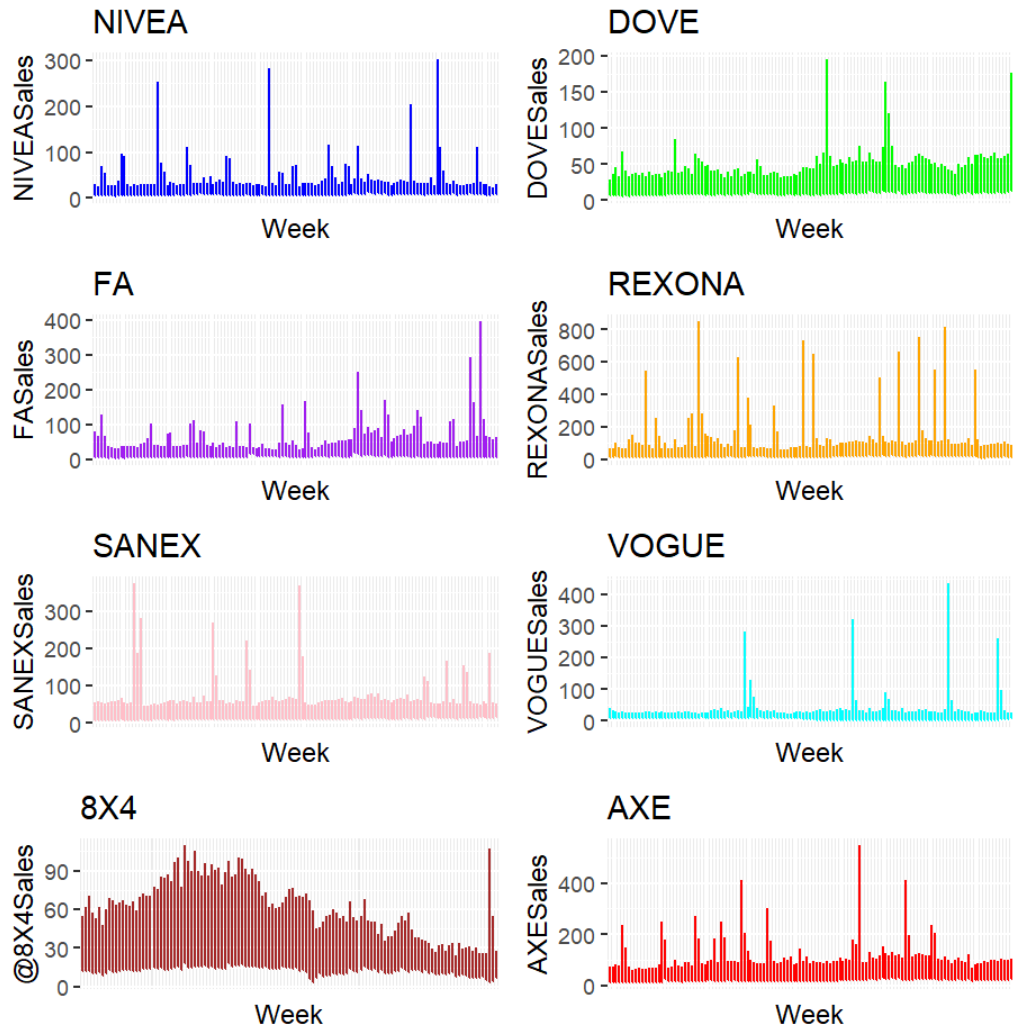 NIVEA
NIVEASales
300
200
100
0
Week
DOVE
DOVESales
200
150
100
50
0
Week
FA
FASales
400
300
200
100
0
Week
REXONA
REXONASales
800
600
400
200
0
Week
SANEX
SANEXSales
300
200
100
0
Week
VOGUE
VOGUESales
400
300
200
100
0
Week
8X4
@8X4Sales
90
60
30
0
Week
AXE
AXESales
400
200
0
Week